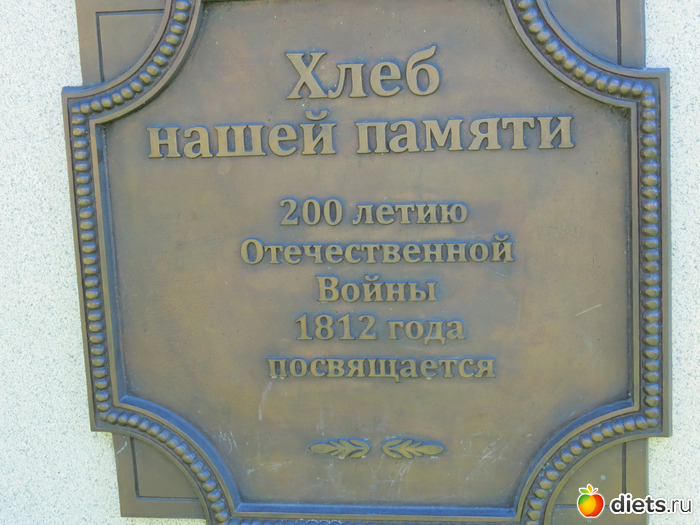 Хлеб
нашей памяти
200 летию
Отечественной
Войны
1812 года
посвящается
diets.ru